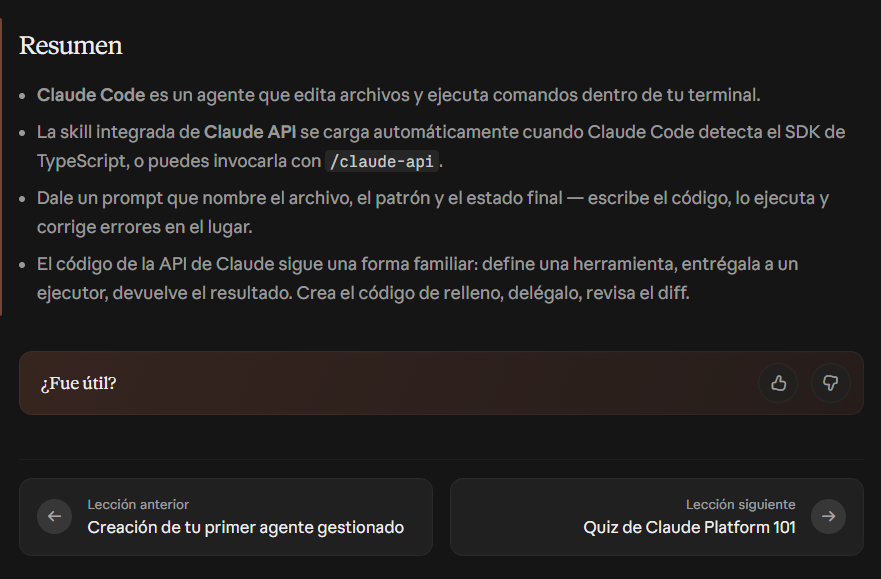 Resumen
• Claude Code es un agente que edita archivos y ejecuta comandos dentro de tu terminal.
• La skill integrada de Claude API se carga automáticamente cuando Claude Code detecta el SDK de
TypeScript, o puedes invocarla con /claude-api.
• Dale un prompt que nombre el archivo, el patrón y el estado final — escribe el código, lo ejecuta y
corrige errores en el lugar.
• El código de la API de Claude sigue una forma familiar: define una herramienta, entrégala a un
ejecutor, devuelve el resultado. Crea el código de relleno, delégalo, revisa el diff.
¿Fue útil?
Lección anterior
Creación de tu primer agente gestionado
Lección siguiente
Quiz de Claude Platform 101